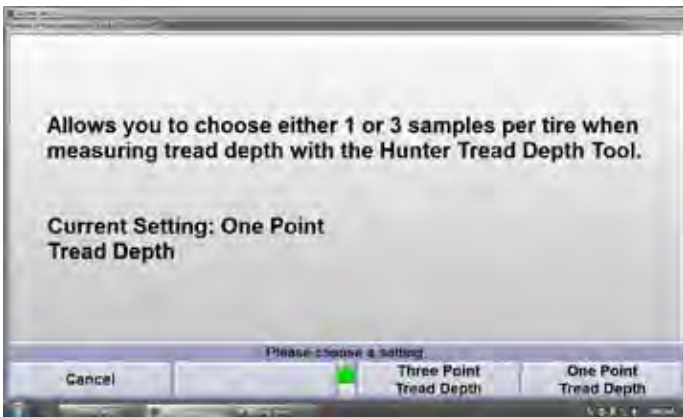 Allows you to choose either 1 or 3 samples per tire when
measuring tread depth with the Hunter Tread Depth Tool.
Current Setting: One Point
Tread Depth
Please choose a setting
Cancel
Three Point
Tread Depth
One Point
Tread Depth